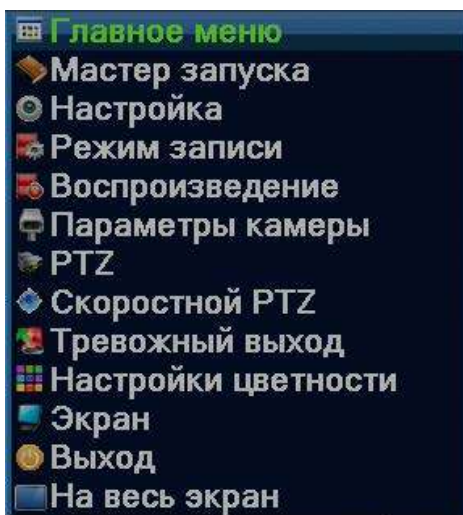 Главное меню
Мастер запуска
Настройка
Режим записи
Воспроизведение
Параметры камеры
PTZ
Скоростной PTZ
Тревожный выход
Настройки цветности
Экран
Выход
На весь экран